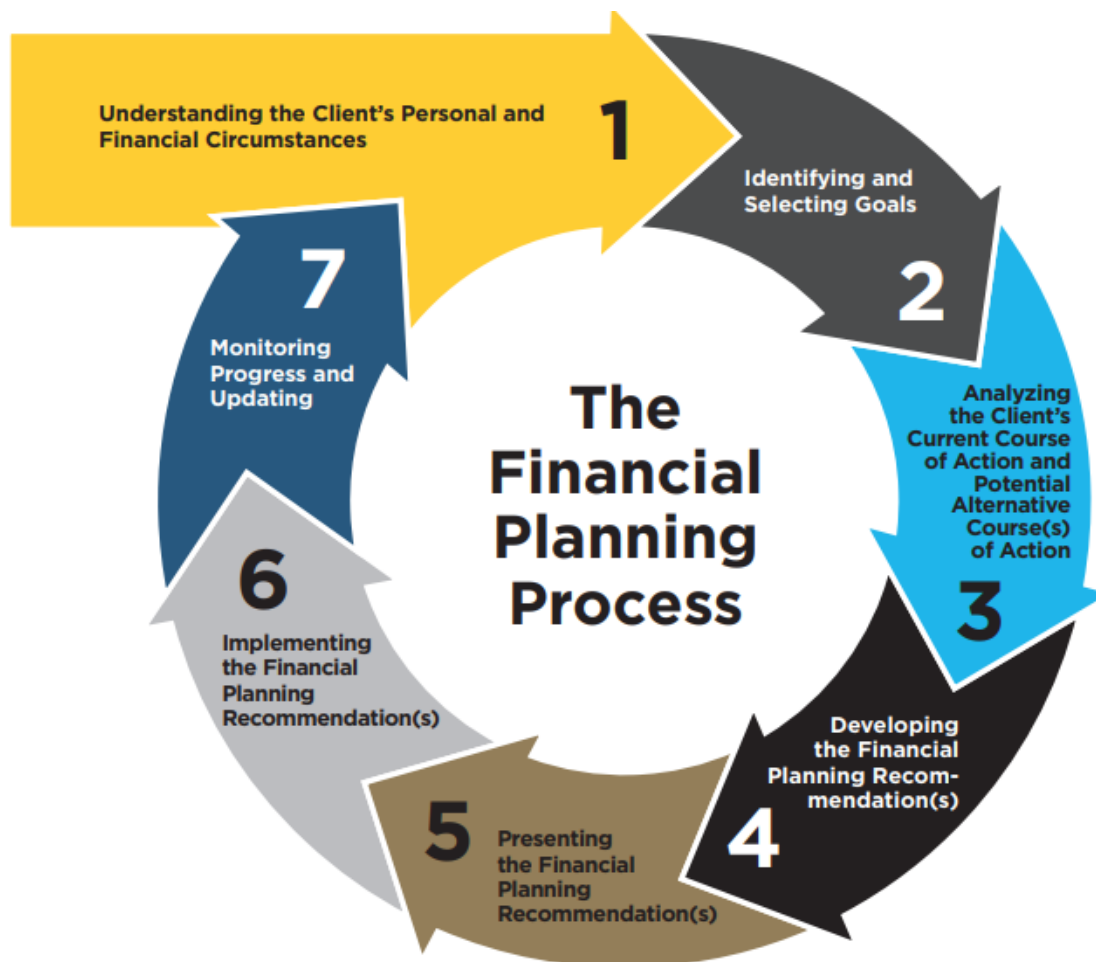 Understanding the Client’s Personal and
Financial Circumstances
1
Identifying and
Selecting Goals
2
Analyzing
the Client’s
Current Course
of Action and
Potential
Alternative
Course(s)
of Action
3
Developing
the Financial
Planning Recom-
mendation(s)
4
Presenting
the Financial
Planning
Recommendation(s)
5
Implementing
the Financial
Planning
Recommendation(s)
6
Monitoring
Progress and
Updating
7
The
Financial
Planning
Process